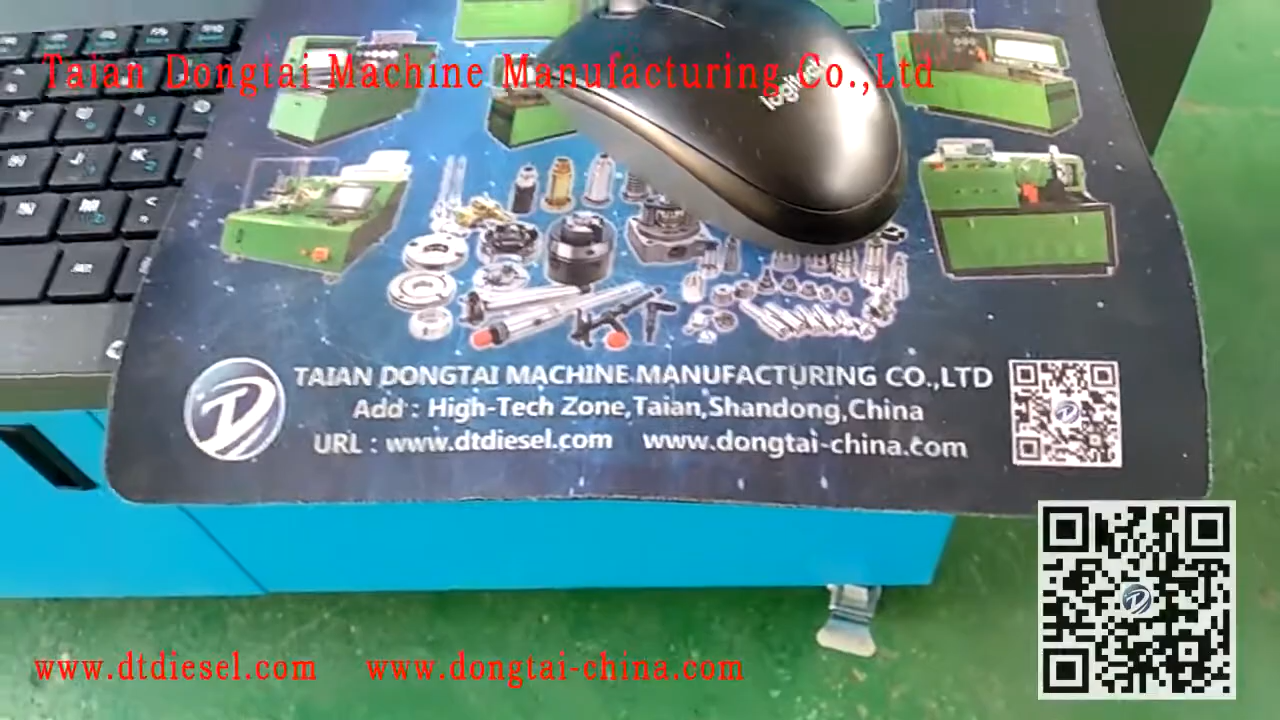 Taian Dongtai Machine Manufacturing Co.,Ltd
logitech
TAIAN DONGTAI MACHINE MANUFACTURING CO.,LTD
Add : High-Tech Zone,Taian,Shandong,China
URL : www.dtdiesel.com www.dongtai-china.com
www.dtdiesel.com www.dongtai-china.com